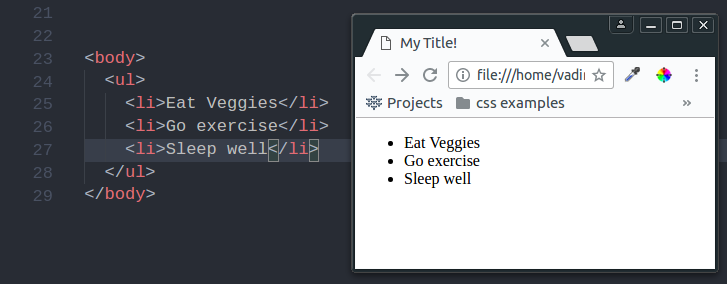 21
22
23 <body>
24 <ul>
25 <li>Eat Veggies</li>
26 <li>Go exercise</li>
27 <li>Sleep well</li>
28 </ul>
29 </body>
My Title!
file:///home/vadin
Projects css examples »
Eat Veggies
Go exercise
Sleep well